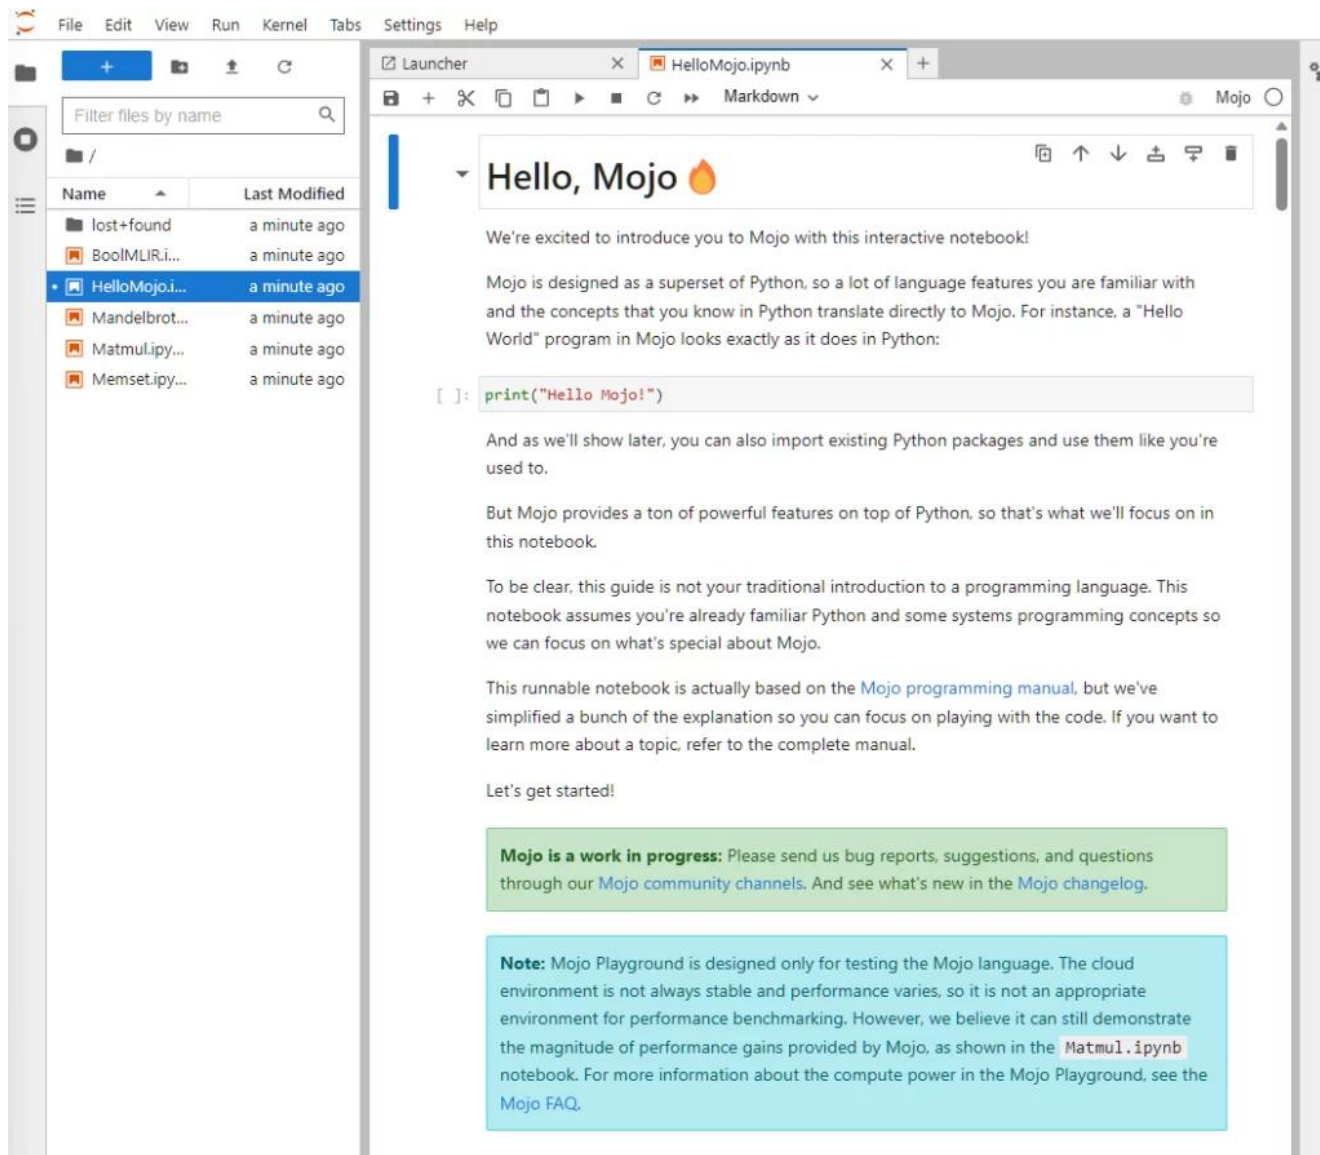 File Edit View Run Kernel Tabs Settings Help
+
Filter files by name
/
Name Last Modified
lost+found a minute ago
BoolMLIR.i... a minute ago
HelloMojo.i... a minute ago
Mandelbrot... a minute ago
Matmul.ipy... a minute ago
Memset.ipy... a minute ago
Launcher
HelloMojo.ipynb
Markdown
Mojo
Hello, Mojo 🔥
We're excited to introduce you to Mojo with this interactive notebook!
Mojo is designed as a superset of Python, so a lot of language features you are familiar with
and the concepts that you know in Python translate directly to Mojo. For instance, a "Hello
World" program in Mojo looks exactly as it does in Python:
[ ]: print("Hello Mojo!")
And as we'll show later, you can also import existing Python packages and use them like you're
used to.
But Mojo provides a ton of powerful features on top of Python, so that's what we'll focus on in
this notebook.
To be clear, this guide is not your traditional introduction to a programming language. This
notebook assumes you're already familiar Python and some systems programming concepts so
we can focus on what's special about Mojo.
This runnable notebook is actually based on the Mojo programming manual, but we've
simplified a bunch of the explanation so you can focus on playing with the code. If you want to
learn more about a topic, refer to the complete manual.
Let's get started!
Mojo is a work in progress: Please send us bug reports, suggestions, and questions
through our Mojo community channels. And see what's new in the Mojo changelog.
Note: Mojo Playground is designed only for testing the Mojo language. The cloud
environment is not always stable and performance varies, so it is not an appropriate
environment for performance benchmarking. However, we believe it can still demonstrate
the magnitude of performance gains provided by Mojo, as shown in the Matmul.ipynb
notebook. For more information about the compute power in the Mojo Playground, see the
Mojo FAQ.